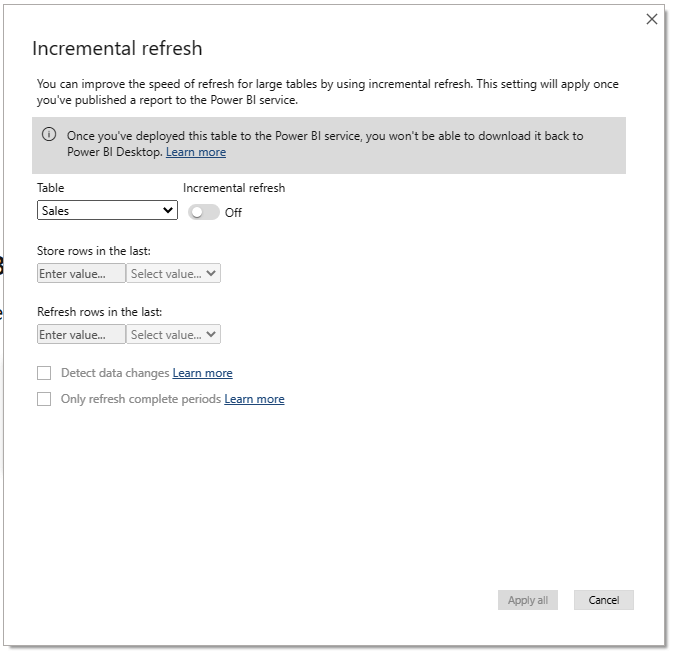 Incremental refresh
You can improve the speed of refresh for large tables by using incremental refresh. This setting will apply once
you've published a report to the Power BI service.
Once you've deployed this table to the Power BI service, you won't be able to download it back to
Power BI Desktop. Learn more
Table Incremental refresh
Sales Off
Store rows in the last:
Enter value... Select value...
Refresh rows in the last:
Enter value... Select value...
Detect data changes Learn more
Only refresh complete periods Learn more
Apply all Cancel